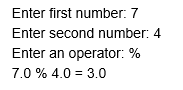 Enter first number: 7
Enter second number: 4
Enter an operator: %
7.0 % 4.0 = 3.0